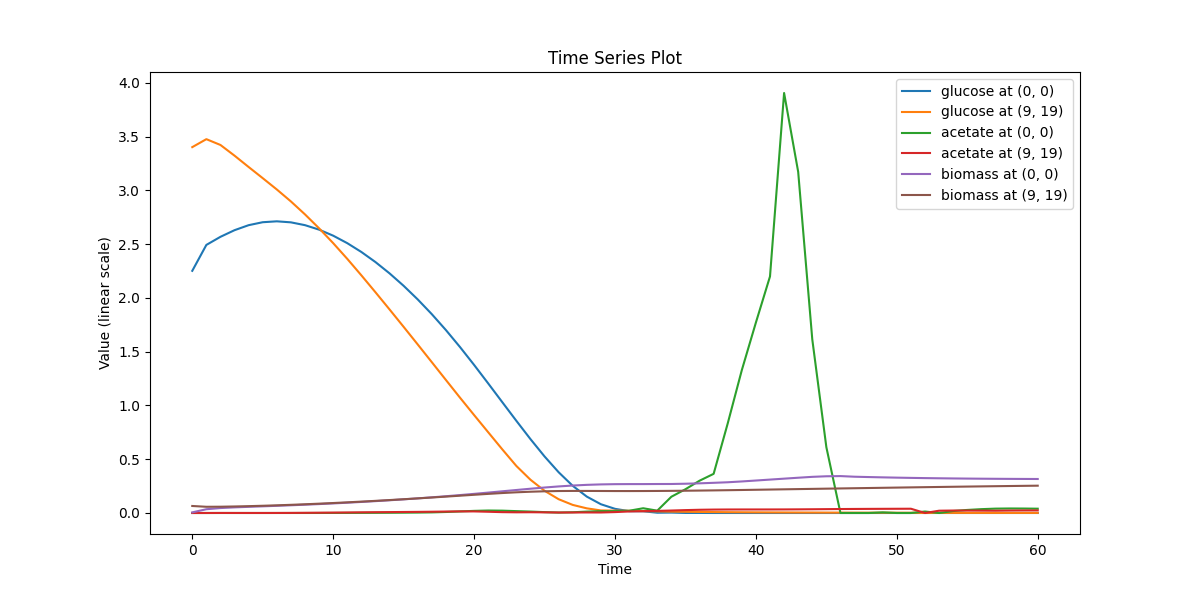 Time Series Plot
Value (linear scale)
4.0
3.5
3.0
2.5
2.0
1.5
1.0
0.5
0.0
glucose at (0, 0)
glucose at (9, 19)
acetate at (0, 0)
acetate at (9, 19)
biomass at (0, 0)
biomass at (9, 19)
0 10 20 30 40 50 60
Time